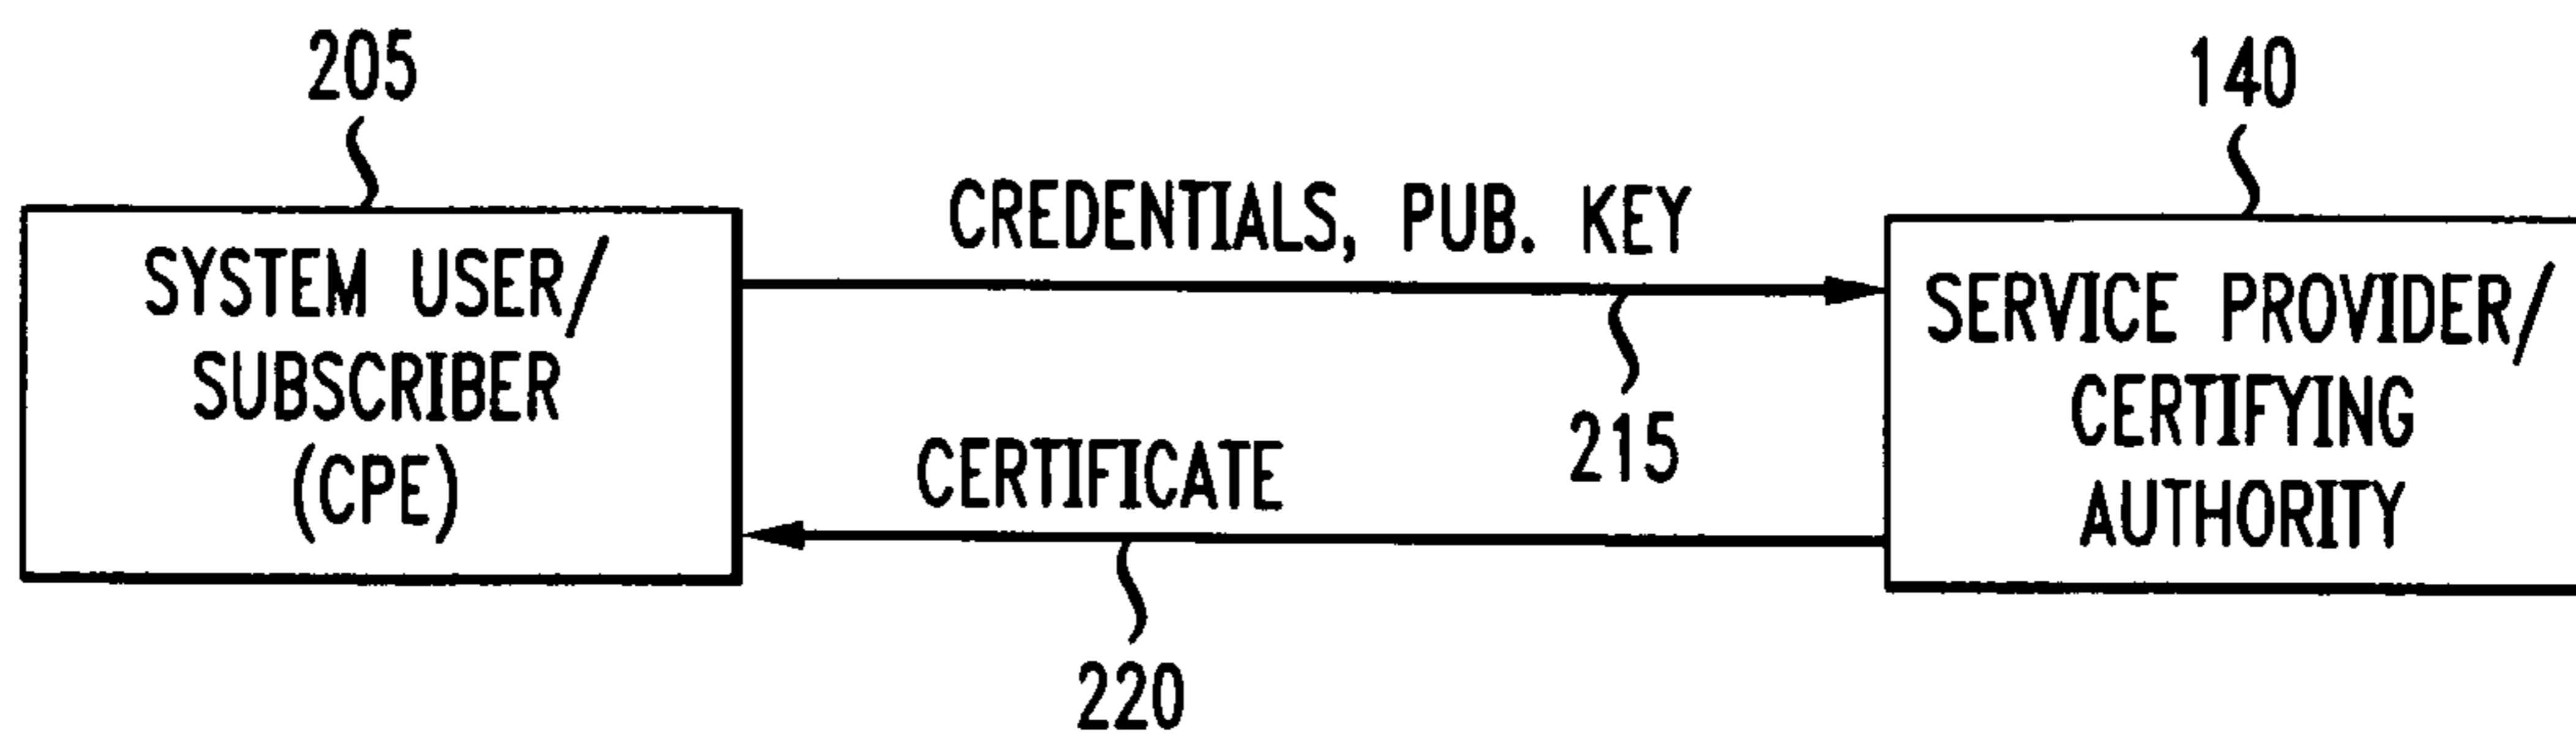 205
140
CREDENTIALS, PUB. KEY
SYSTEM USER/
SUBSCRIBER
(CPE)
SERVICE PROVIDER/
CERTIFYING
AUTHORITY
215
CERTIFICATE
220